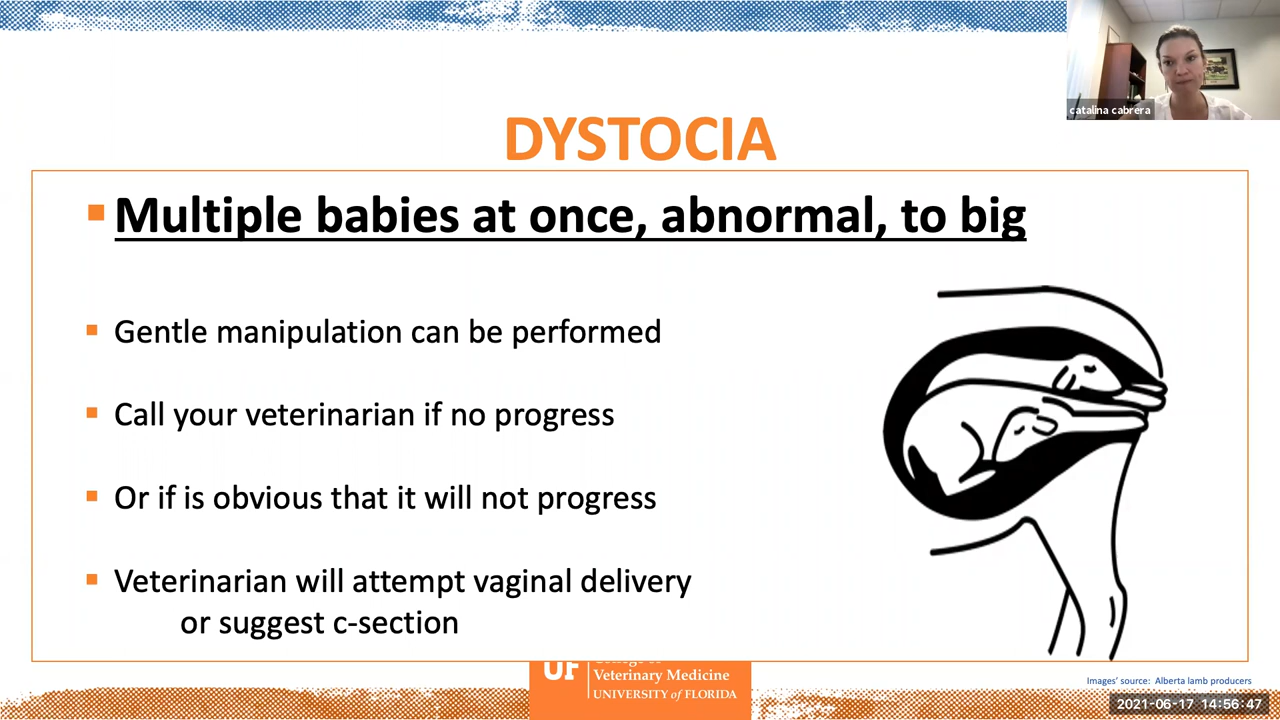 catalina cabrera
DYSTOCIA
Multiple babies at once, abnormal, to big
Gentle manipulation can be performed
Call your veterinarian if no progress
Or if is obvious that it will not progress
Veterinarian will attempt vaginal delivery
or suggest c-section
UF
Veterinary Medicine
UNIVERSITY of FLORIDA
Images' source: Alberta lamb producers
2021-06-17 14:56:47